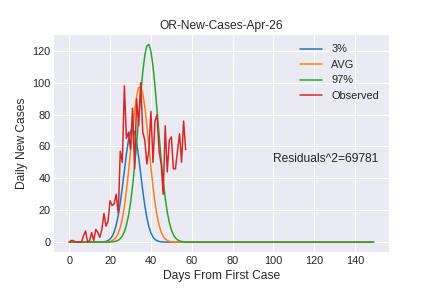 OR-New-Cases-Apr-26
Daily New Cases
120
100
80
60
40
20
0
3%
AVG
97%
Observed
Residuals^2=69781
0 20 40 60 80 100 120 140
Days From First Case